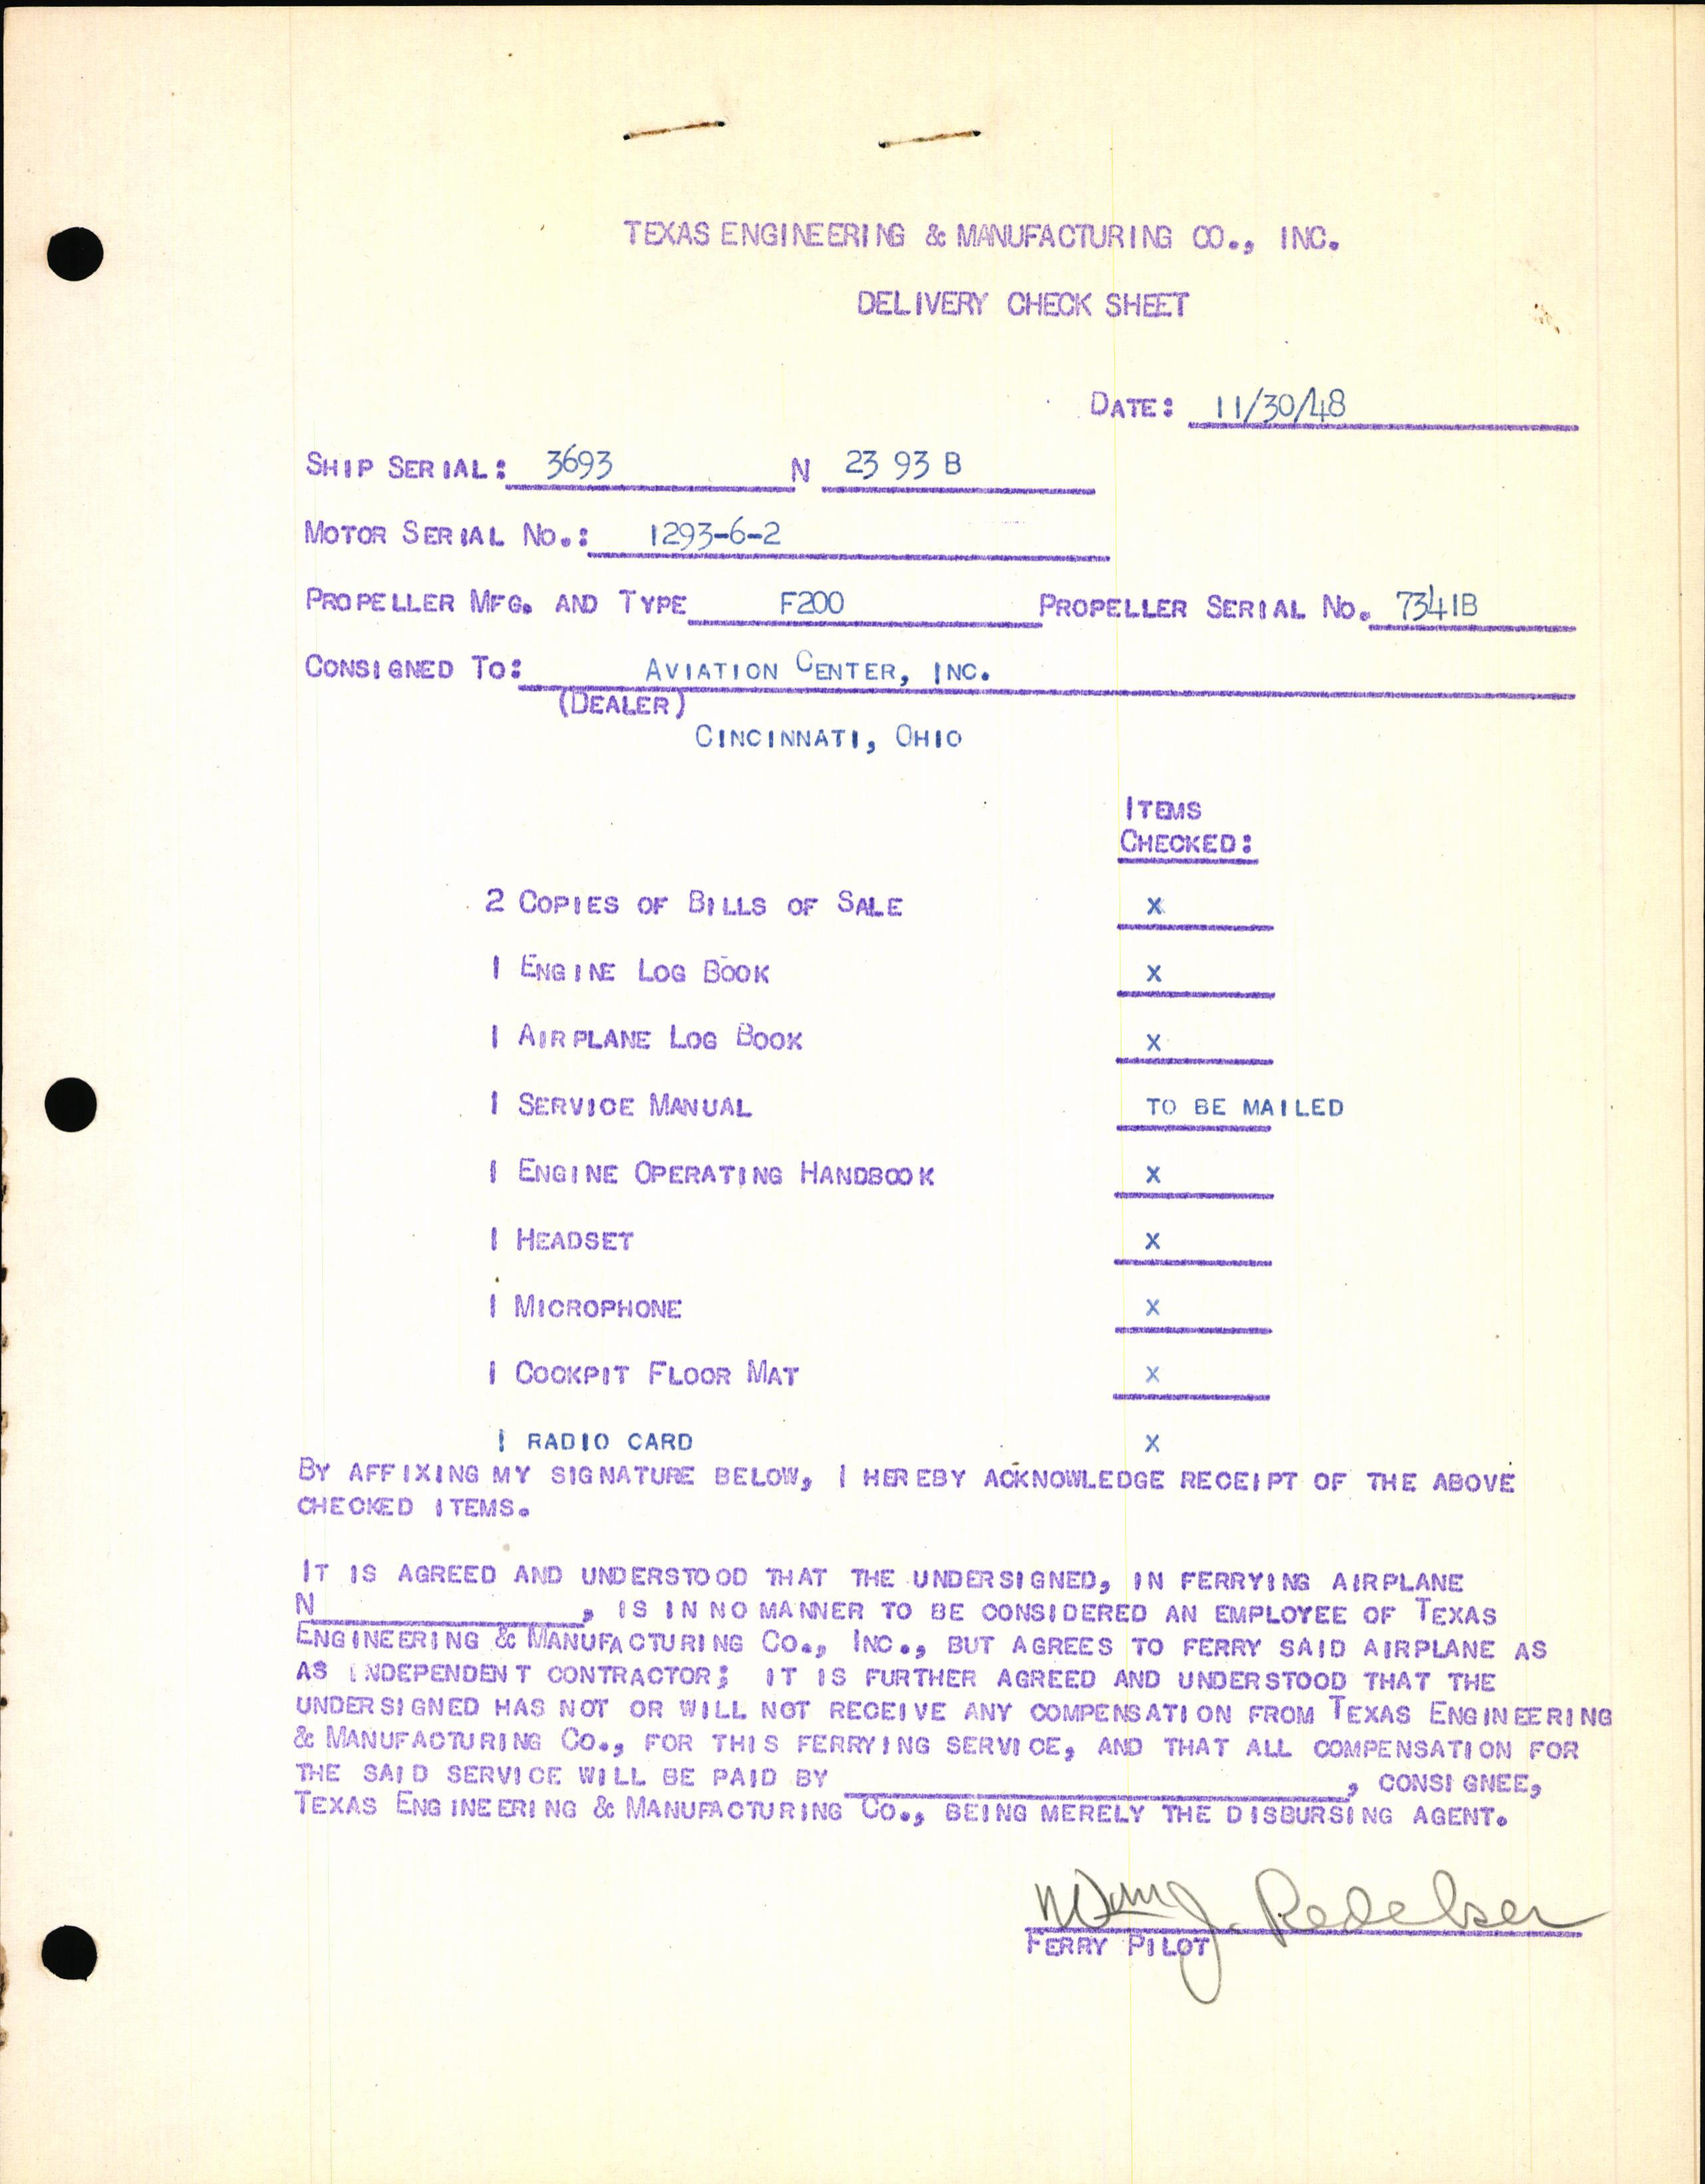 TEXAS ENGINEERING & MANUFACTURING CO., INC.
DELIVERY CHECK SHEET
DATE: 11/30/48
SHIP SERIAL: 3693 N 23 93 B
MOTOR SERIAL NO.: 1293-6-2
PROPELLER MFG. AND TYPE F200 PROPELLER SERIAL NO. 7341B
CONSIGNED TO: AVIATION CENTER, INC.
(DEALER)
CINCINNATI, OHIO
ITEMS
CHECKED:
2 COPIES OF BILLS OF SALE X
1 ENGINE LOG BOOK X
1 AIRPLANE LOG BOOK X
1 SERVICE MANUAL TO BE MAILED
1 ENGINE OPERATING HANDBOOK X
1 HEADSET X
1 MICROPHONE X
1 COCKPIT FLOOR MAT X
1 RADIO CARD X
BY AFFIXING MY SIGNATURE BELOW, I HEREBY ACKNOWLEDGE RECEIPT OF THE ABOVE
CHECKED ITEMS.
IT IS AGREED AND UNDERSTOOD THAT THE UNDERSIGNED, IN FERRYING AIRPLANE
N , IS IN NO MANNER TO BE CONSIDERED AN EMPLOYEE OF TEXAS
ENGINEERING & MANUFACTURING CO., INC., BUT AGREES TO FERRY SAID AIRPLANE AS
AS INDEPENDENT CONTRACTOR; IT IS FURTHER AGREED AND UNDERSTOOD THAT THE
UNDERSIGNED HAS NOT OR WILL NOT RECEIVE ANY COMPENSATION FROM TEXAS ENGINEERING
& MANUFACTURING CO., FOR THIS FERRYING SERVICE, AND THAT ALL COMPENSATION FOR
THE SAID SERVICE WILL BE PAID BY , CONSIGNEE,
TEXAS ENGINEERING & MANUFACTURING CO., BEING MERELY THE DISBURSING AGENT.
FERRY PILOT